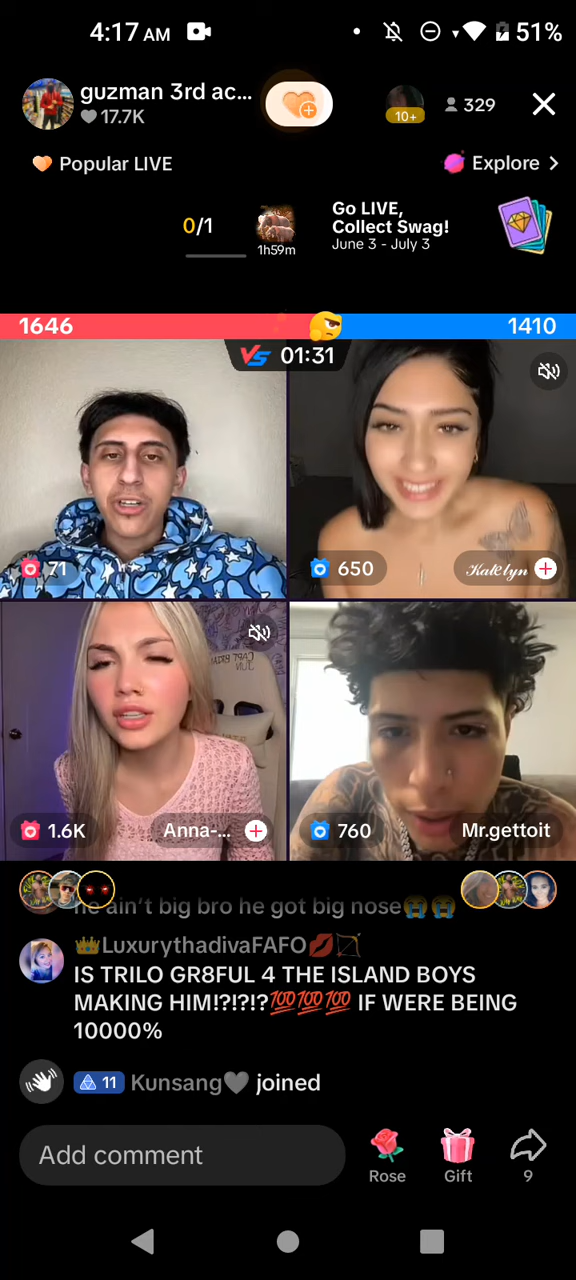 4:17 AM
51%
guzman 3rd ac...
17.7K
10+
329
Popular LIVE
Explore >
0/1
1h59m
Go LIVE,
Collect Swag!
June 3 - July 3
1646
1410
VS 01:31
71
650
Katelyn
1.6K
Anna-...
760
Mr.gettoit
he ain't big bro he got big nose😭😭
👑LuxurythadivaFAFO💋🏹
IS TRILO GR8FUL 4 THE ISLAND BOYS
MAKING HIM!?!?!?💯💯💯 IF WERE BEING
10000%
11 Kunsang🖤 joined
Add comment
Rose
Gift
9